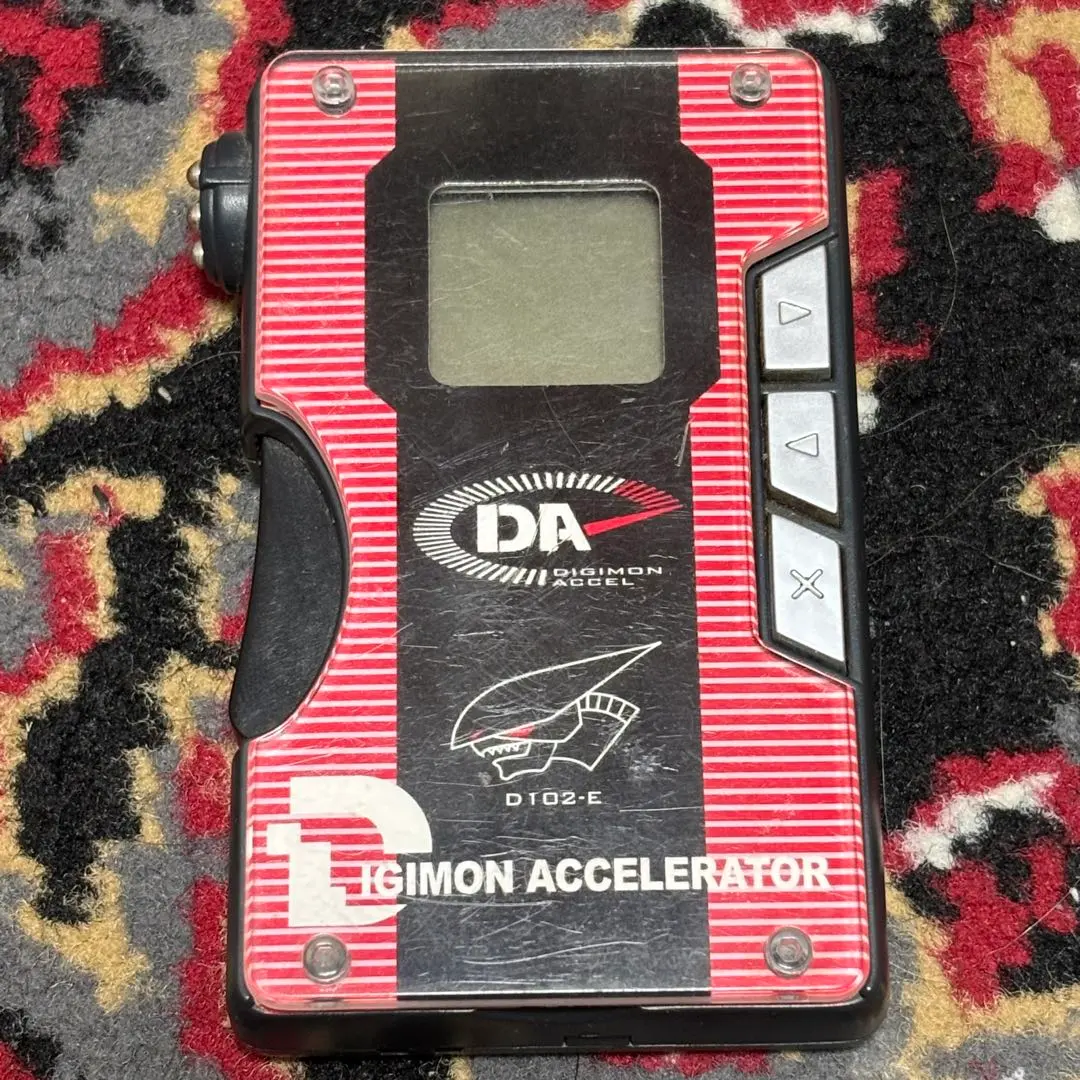 DA
DIGIMON
ACCEL
D102-E
DIGIMON ACCELERATOR